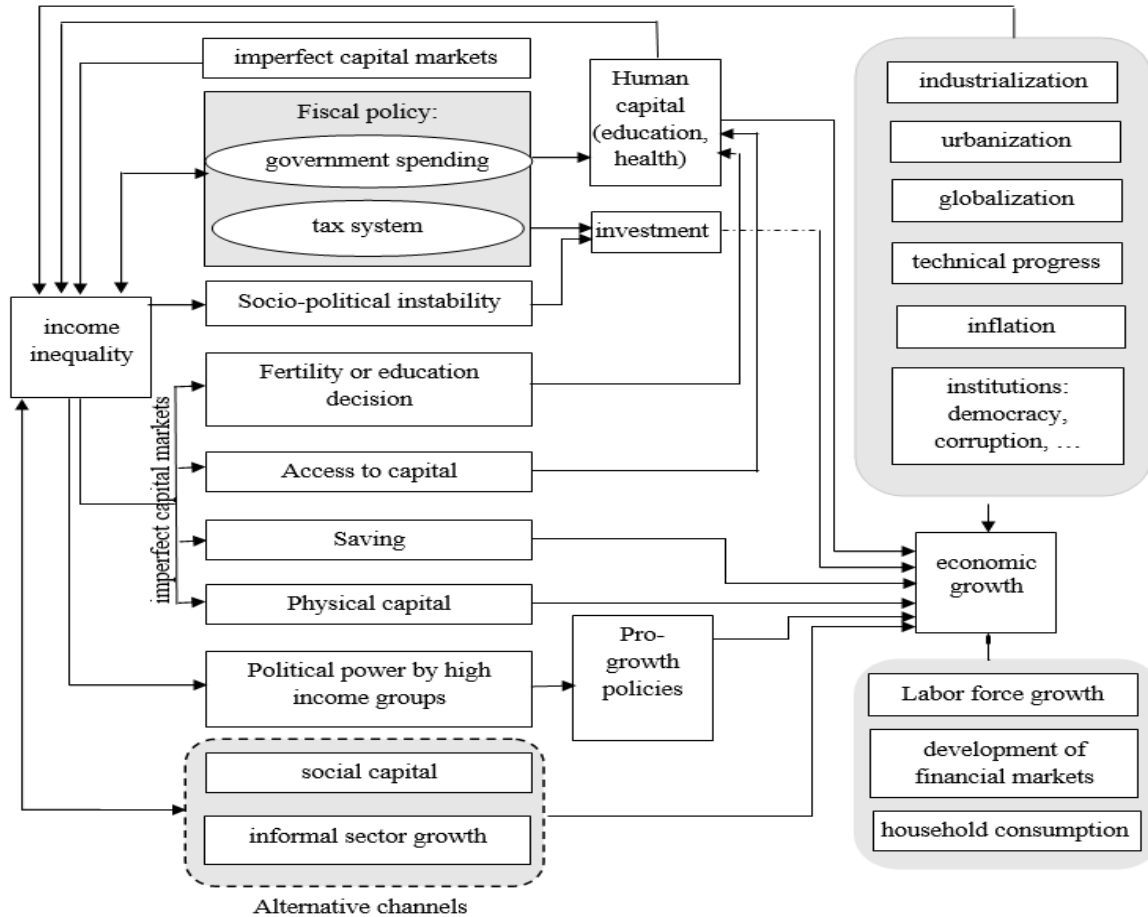 imperfect capital markets
Fiscal policy:
government spending
tax system
Human
capital
(education,
health)
investment
Socio-political instability
income
inequality
imperfect capital markets
Fertility or education
decision
Access to capital
Saving
Physical capital
Political power by high
income groups
Pro-
growth
policies
social capital
informal sector growth
Alternative channels
industrialization
urbanization
globalization
technical progress
inflation
institutions:
democracy,
corruption, …
economic
growth
Labor force growth
development of
financial markets
household consumption